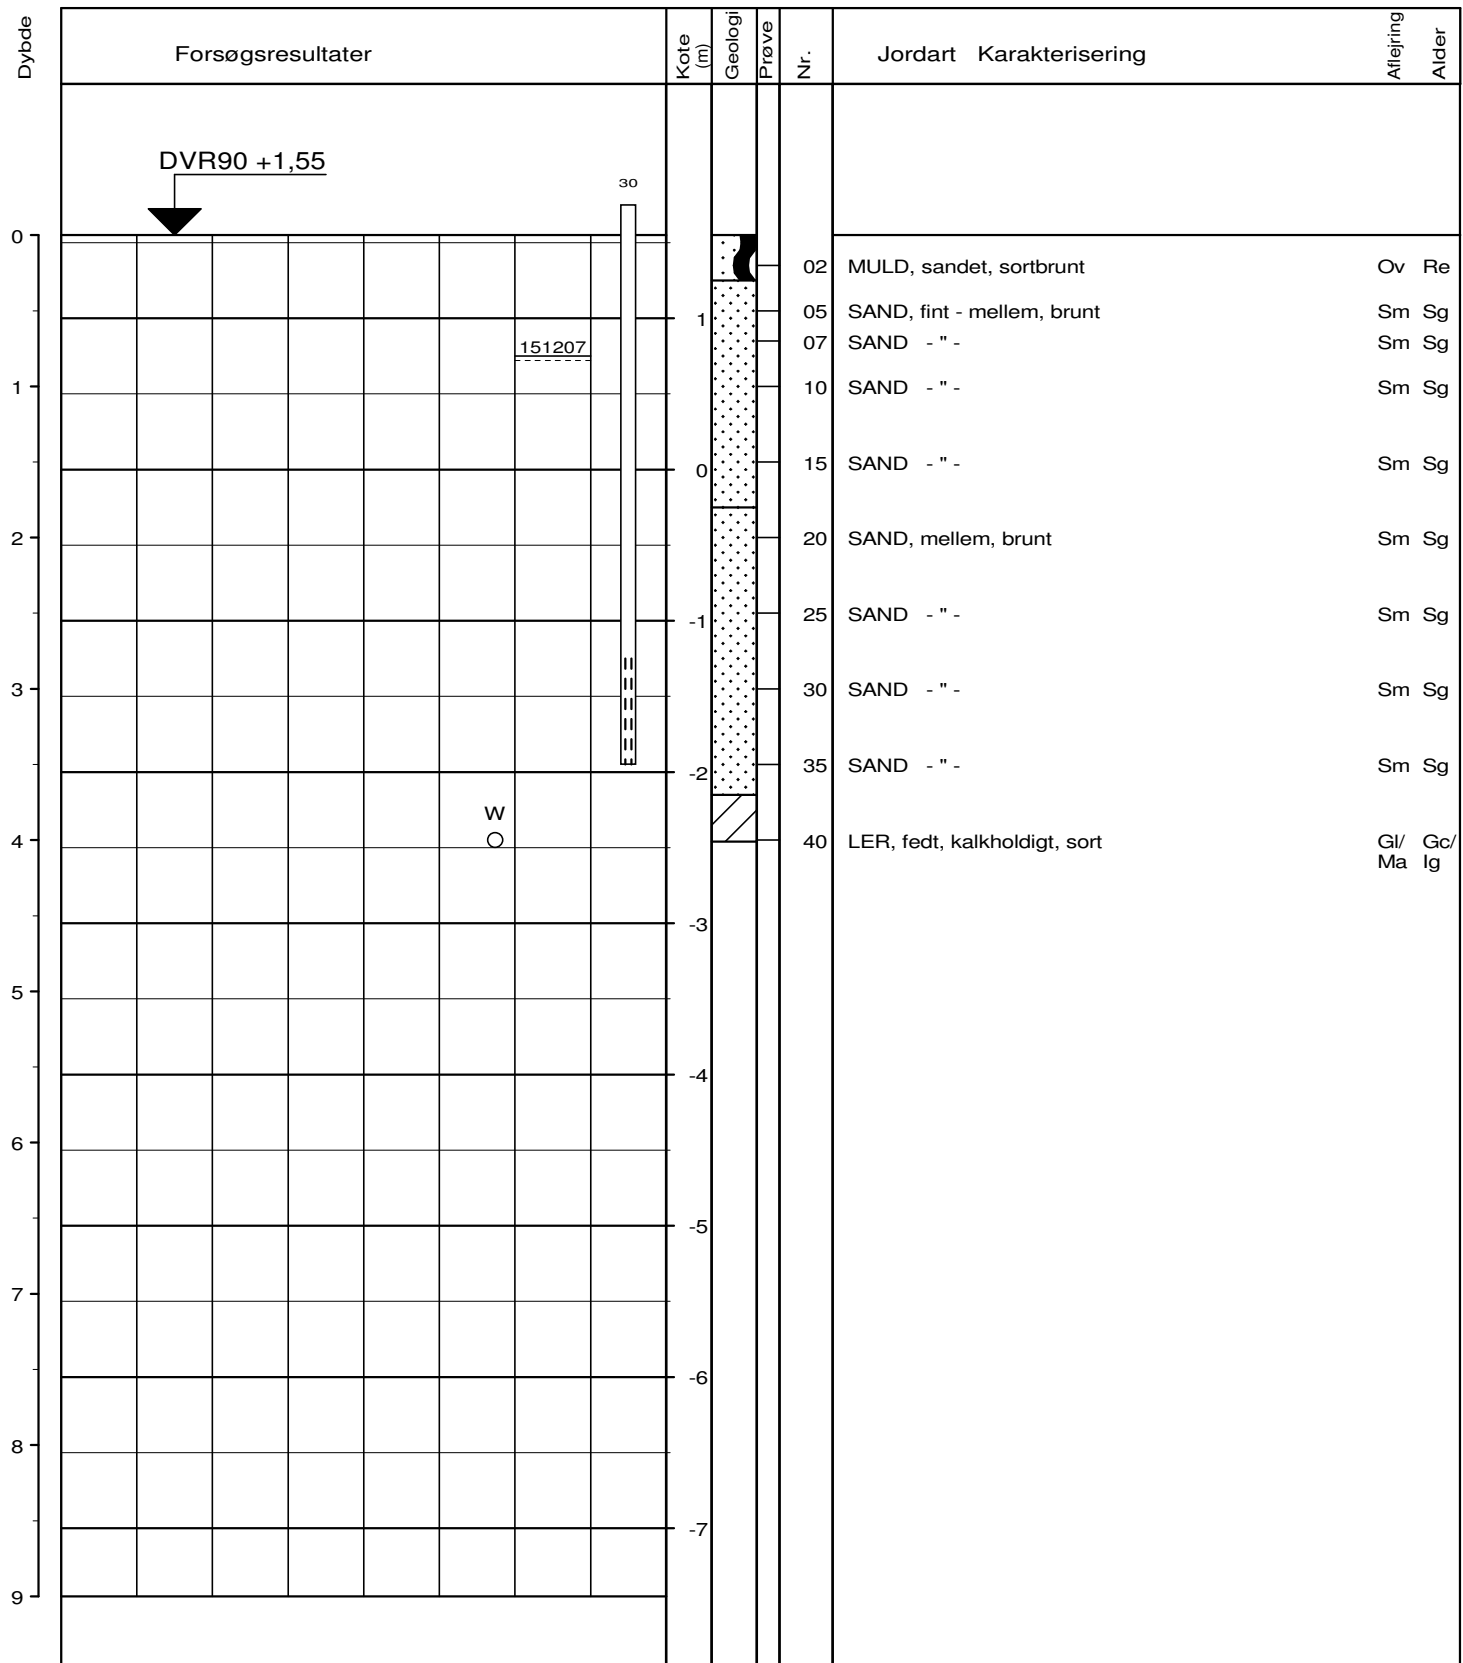 Dybde
Forsøgsresultater
Kote (m)
Geologi
Prøve
Nr.
Jordart Karakterisering
Aflejring
Alder
DVR90 +1,55
30
0
02 MULD, sandet, sortbrunt Ov Re
05 SAND, fint - mellem, brunt Sm Sg
1
07 SAND - " - Sm Sg
151207
1
10 SAND - " - Sm Sg
0
15 SAND - " - Sm Sg
2
20 SAND, mellem, brunt Sm Sg
-1
25 SAND - " - Sm Sg
3
30 SAND - " - Sm Sg
-2
35 SAND - " - Sm Sg
W
4
40 LER, fedt, kalkholdigt, sort Gl/ Gc/
Ma Ig
-3
5
-4
6
-5
7
-6
8
-7
9